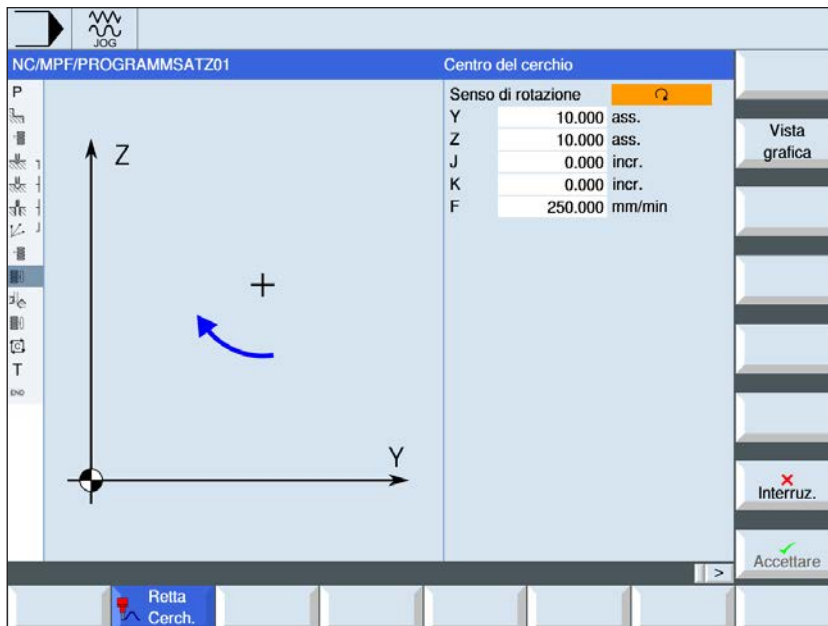 JOG
NC/MPF/PROGRAMMSATZ01
Centro del cerchio
P
T
END
Z
Y
Senso di rotazione
Y 10.000 ass.
Z 10.000 ass.
J 0.000 incr.
K 0.000 incr.
F 250.000 mm/min
Vista
grafica
Interruz.
Accettare
>
Retta
Cerch.